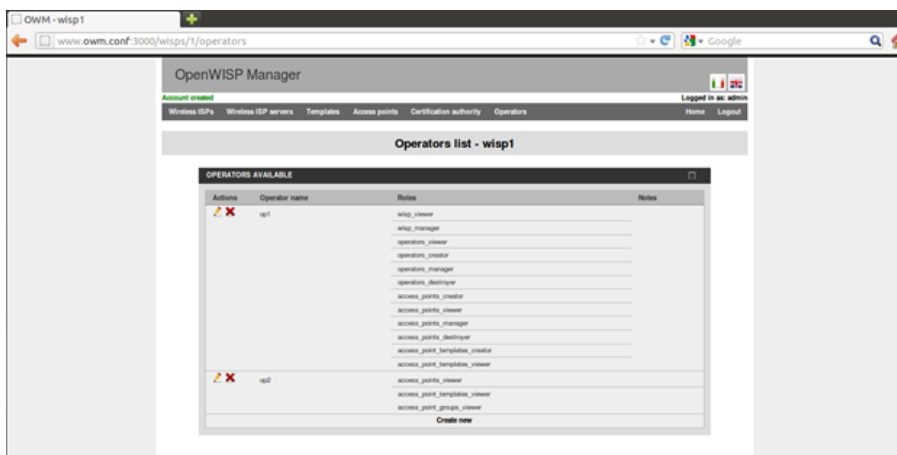 OWM - wisp1
www.owm.conf:3000/wisps/1/operators
Google
OpenWISP Manager
Account created
Logged in as: admin
Wireless ISPs Wireless ISP servers Templates Access points Certification authority Operators Home Logout
Operators list - wisp1
OPERATORS AVAILABLE
Actions Operator name Roles Notes
op1 wisp_viewer
wisp_manager
operators_viewer
operators_creator
operators_manager
operators_destroyer
access_points_creator
access_points_viewer
access_points_manager
access_points_destroyer
access_point_templates_creator
access_point_templates_viewer
op2 access_points_viewer
access_point_templates_viewer
access_point_groups_viewer
Create new